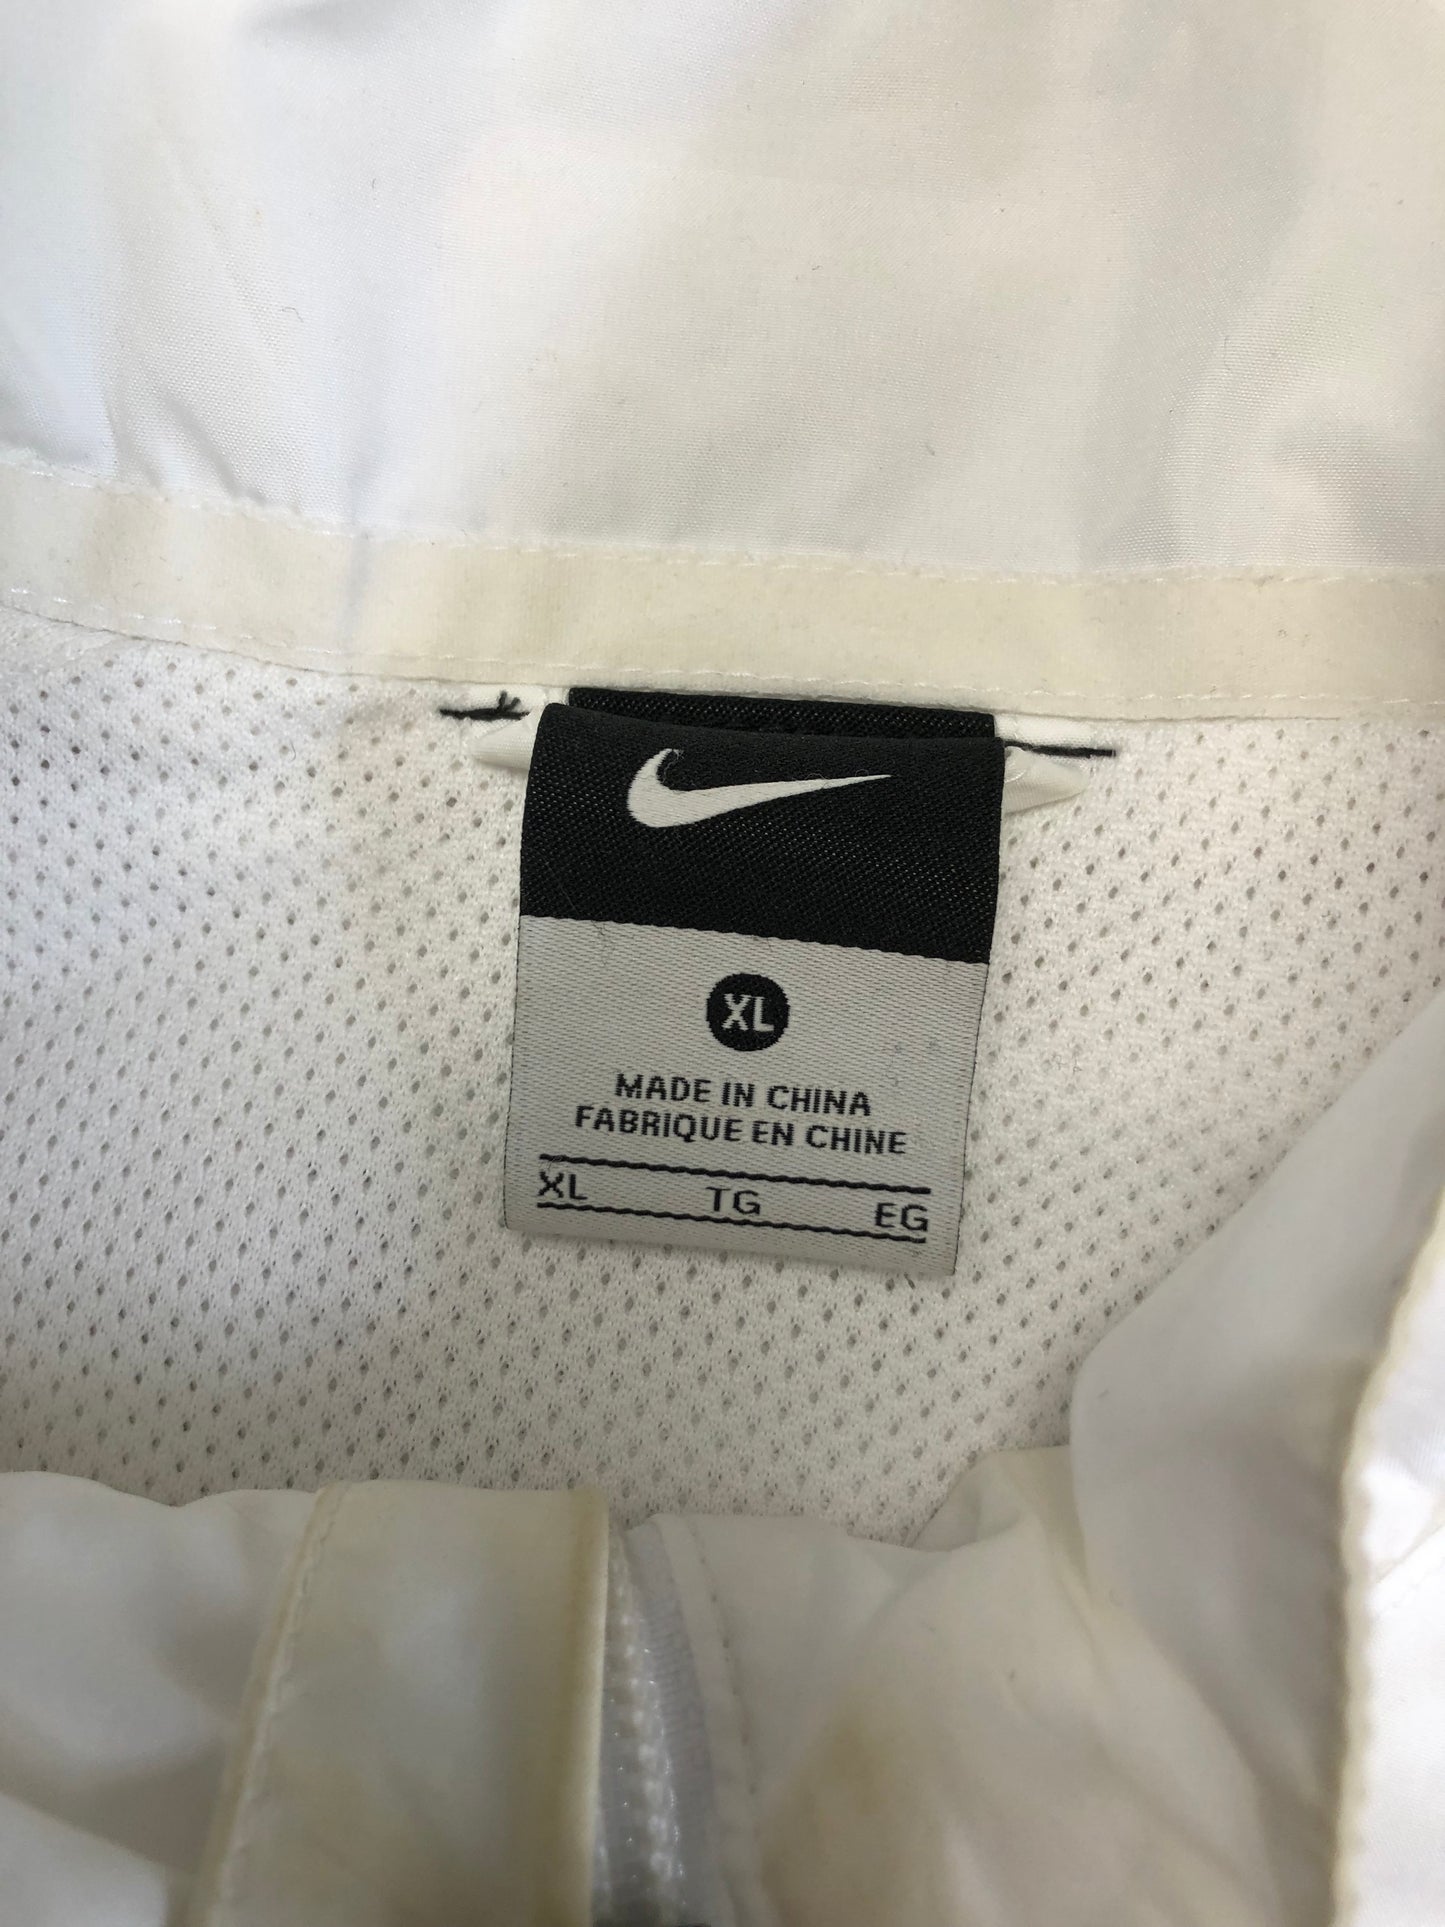 XL
MADE IN CHINA
FABRIQUE EN CHINE
XL TG EG